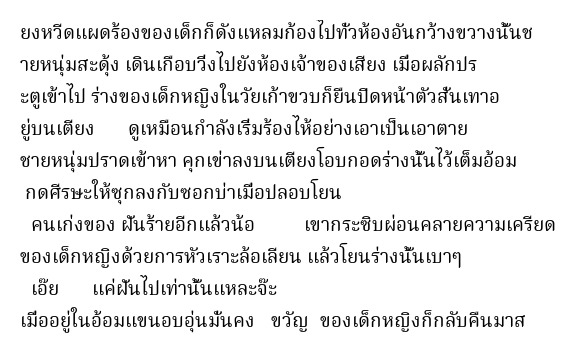 ยงหวีดแผดร้องของเด็กก็ดังแหลมก้องไปทั่วห้องอันกว้างขวางนั้นช
ายหนุ่มสะดุ้ง เดินเกือบวิ่งไปยังห้องเจ้าของเสียง เมื่อผลักปร
ะตูเข้าไป ร่างของเด็กหญิงในวัยเก้าขวบก็ยืนปิดหน้าตัวสั่นเทาอ
ยู่บนเตียง ดูเหมือนกำลังเริ่มร้องไห้อย่างเอาเป็นเอาตาย
ชายหนุ่มปราดเข้าหา คุกเข่าลงบนเตียงโอบกอดร่างนั้นไว้เต็มอ้อม
กดศีรษะให้ซุกลงกับซอกบ่าเมื่อปลอบโยน
คนเก่งของ ฝันร้ายอีกแล้วน้อ เขากระซิบผ่อนคลายความเครียด
ของเด็กหญิงด้วยการหัวเราะล้อเลียน แล้วโยนร่างนั้นเบาๆ
เอ๊ย แค่ฝันไปเท่านั้นแหละจ๊ะ
เมื่ออยู่ในอ้อมแขนอบอุ่นมั่นคง ขวัญ ของเด็กหญิงก็กลับคืนมาส